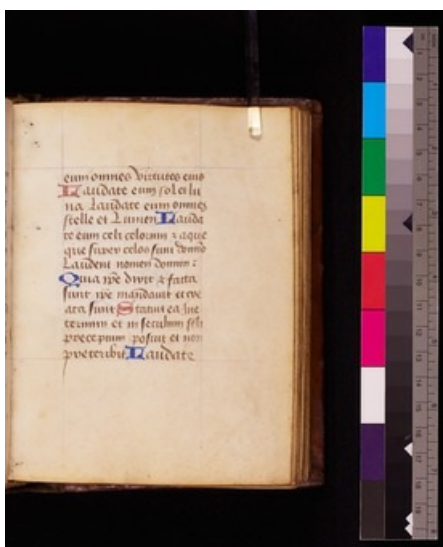 eum omnes virtutes eius
Laudate eum sol et lu
na Laudate eum omnes
stelle et Lumen Lauda
te eum celi celorum et aque
que super celos sunt
Laudent nomen domini
Quia ipse dixit et facta
sunt ipse mandavit et cre
ata sunt Statuit ea in e
ternum et in seculum seculi
preceptum posuit et non
preteribit Laudate